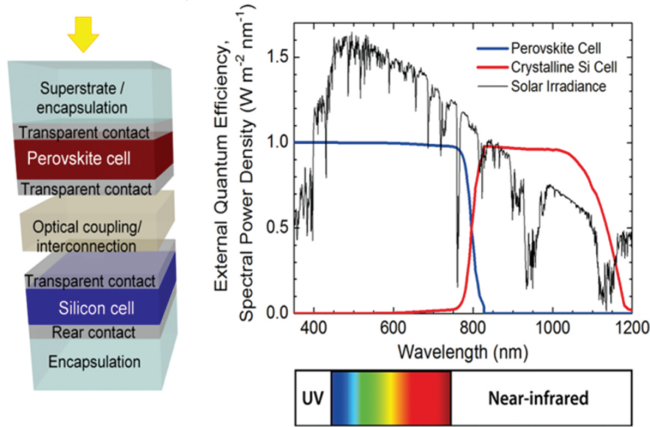 Superstrate /
encapsulation
Transparent contact
Perovskite cell
Transparent contact
Optical coupling/
interconnection
Transparent contact
Silicon cell
Rear contact
Encapsulation
External Quantum Efficiency,
Spectral Power Density (W m-2 nm-1)
1.5
1.0
0.5
0.0
Perovskite Cell
Crystalline Si Cell
Solar Irradiance
400 600 800 1000 1200
Wavelength (nm)
UV Near-infrared